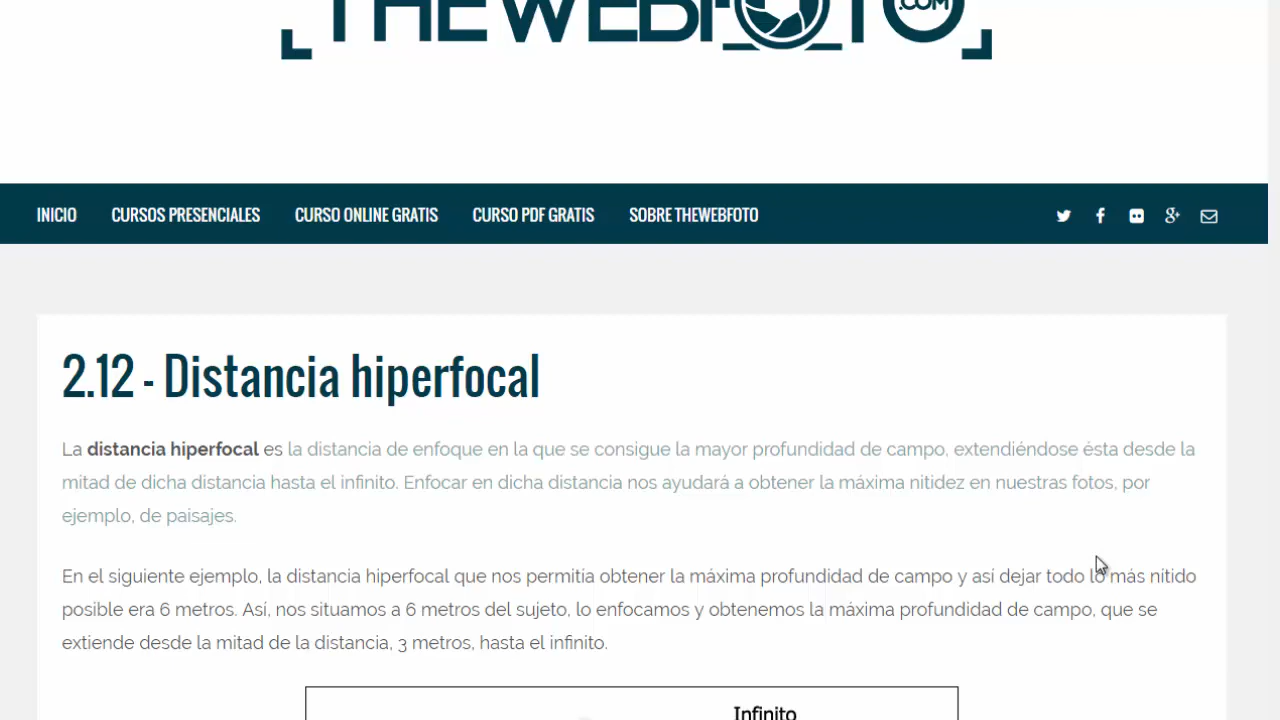 THEWEBFOTO
.COM
INICIO CURSOS PRESENCIALES CURSO ONLINE GRATIS CURSO PDF GRATIS SOBRE THEWEBFOTO
2.12 - Distancia hiperfocal
La distancia hiperfocal es la distancia de enfoque en la que se consigue la mayor profundidad de campo, extendiéndose ésta desde la
mitad de dicha distancia hasta el infinito. Enfocar en dicha distancia nos ayudará a obtener la máxima nitidez en nuestras fotos, por
ejemplo, de paisajes.
En el siguiente ejemplo, la distancia hiperfocal que nos permitía obtener la máxima profundidad de campo y así dejar todo lo más nítido
posible era 6 metros. Así, nos situamos a 6 metros del sujeto, lo enfocamos y obtenemos la máxima profundidad de campo, que se
extiende desde la mitad de la distancia, 3 metros, hasta el infinito.
Infinito